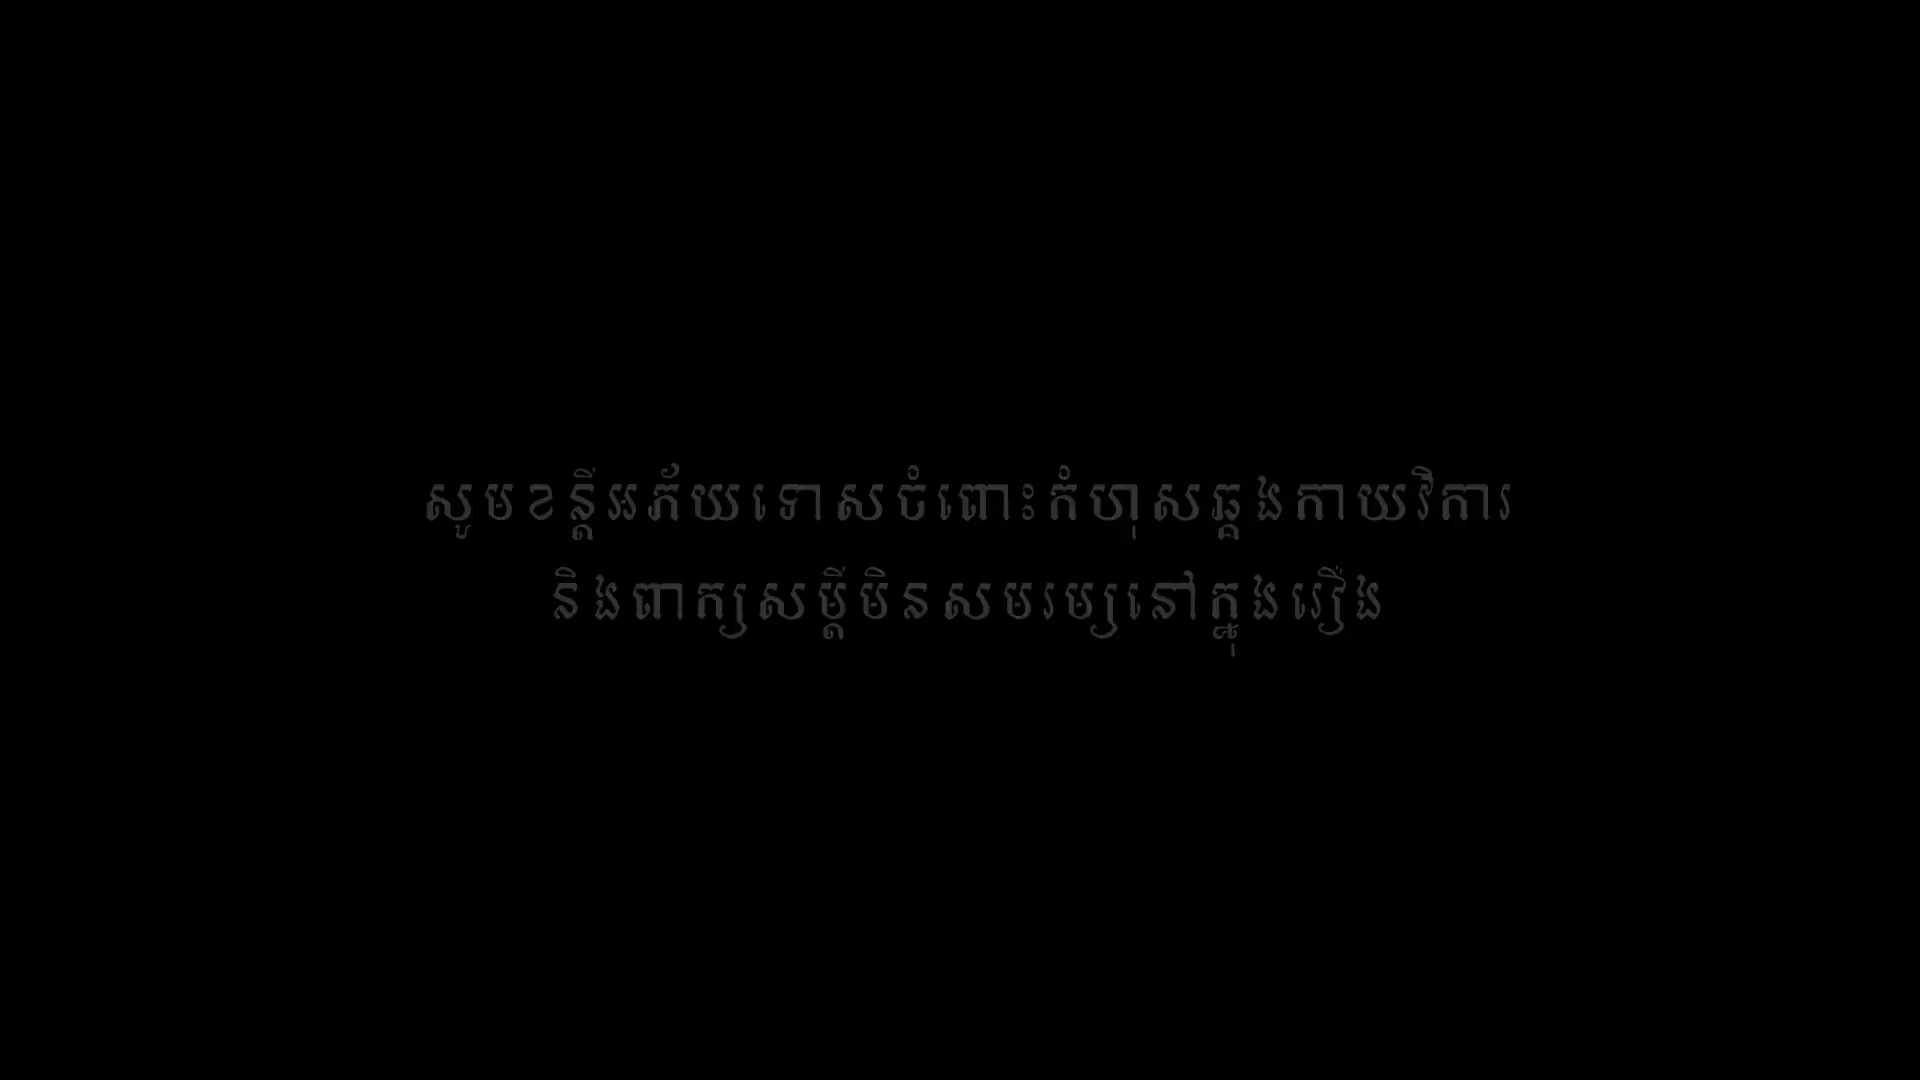 សូមខន្តីអភ័យទោសចំពោះកំហុសឆ្គងកាយវិការ
និងពាក្យសម្តីមិនសមរម្យនៅក្នុងរឿង